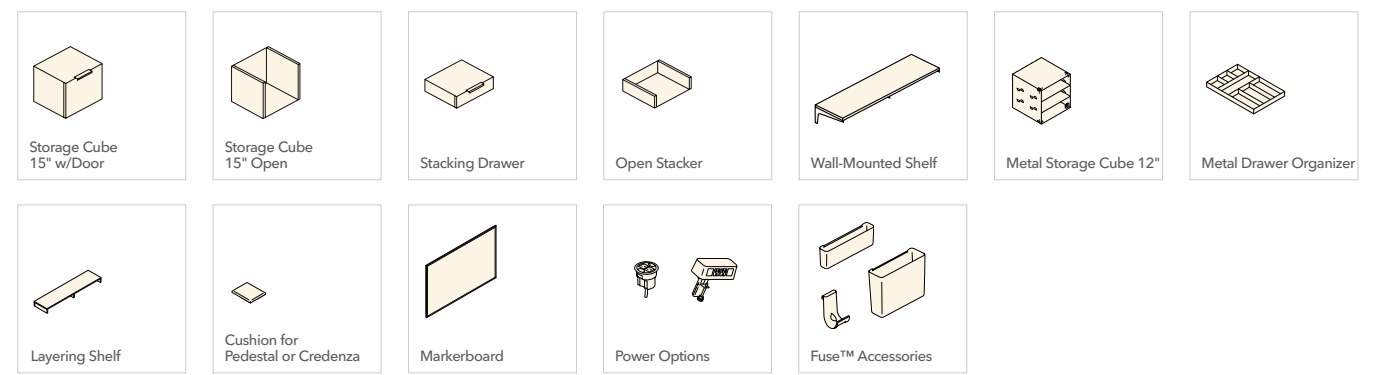 Storage Cube
15" w/Door
Storage Cube
15" Open
Stacking Drawer
Open Stacker
Wall-Mounted Shelf
Metal Storage Cube 12"
Metal Drawer Organizer
Layering Shelf
Cushion for
Pedestal or Credenza
Markerboard
Power Options
Fuse™ Accessories